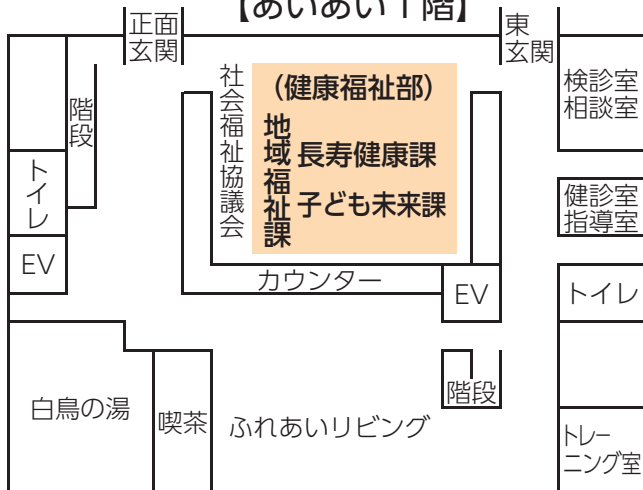 【あいあい1階】
正面
玄関
東
玄関
階段
トイレ
EV
社会福祉協議会
（健康福祉部）
地域福祉課
長寿健康課
子ども未来課
カウンター
EV
検診室
相談室
健診室
指導室
トイレ
白鳥の湯
喫茶
ふれあいリビング
階段
トレー
ニング室